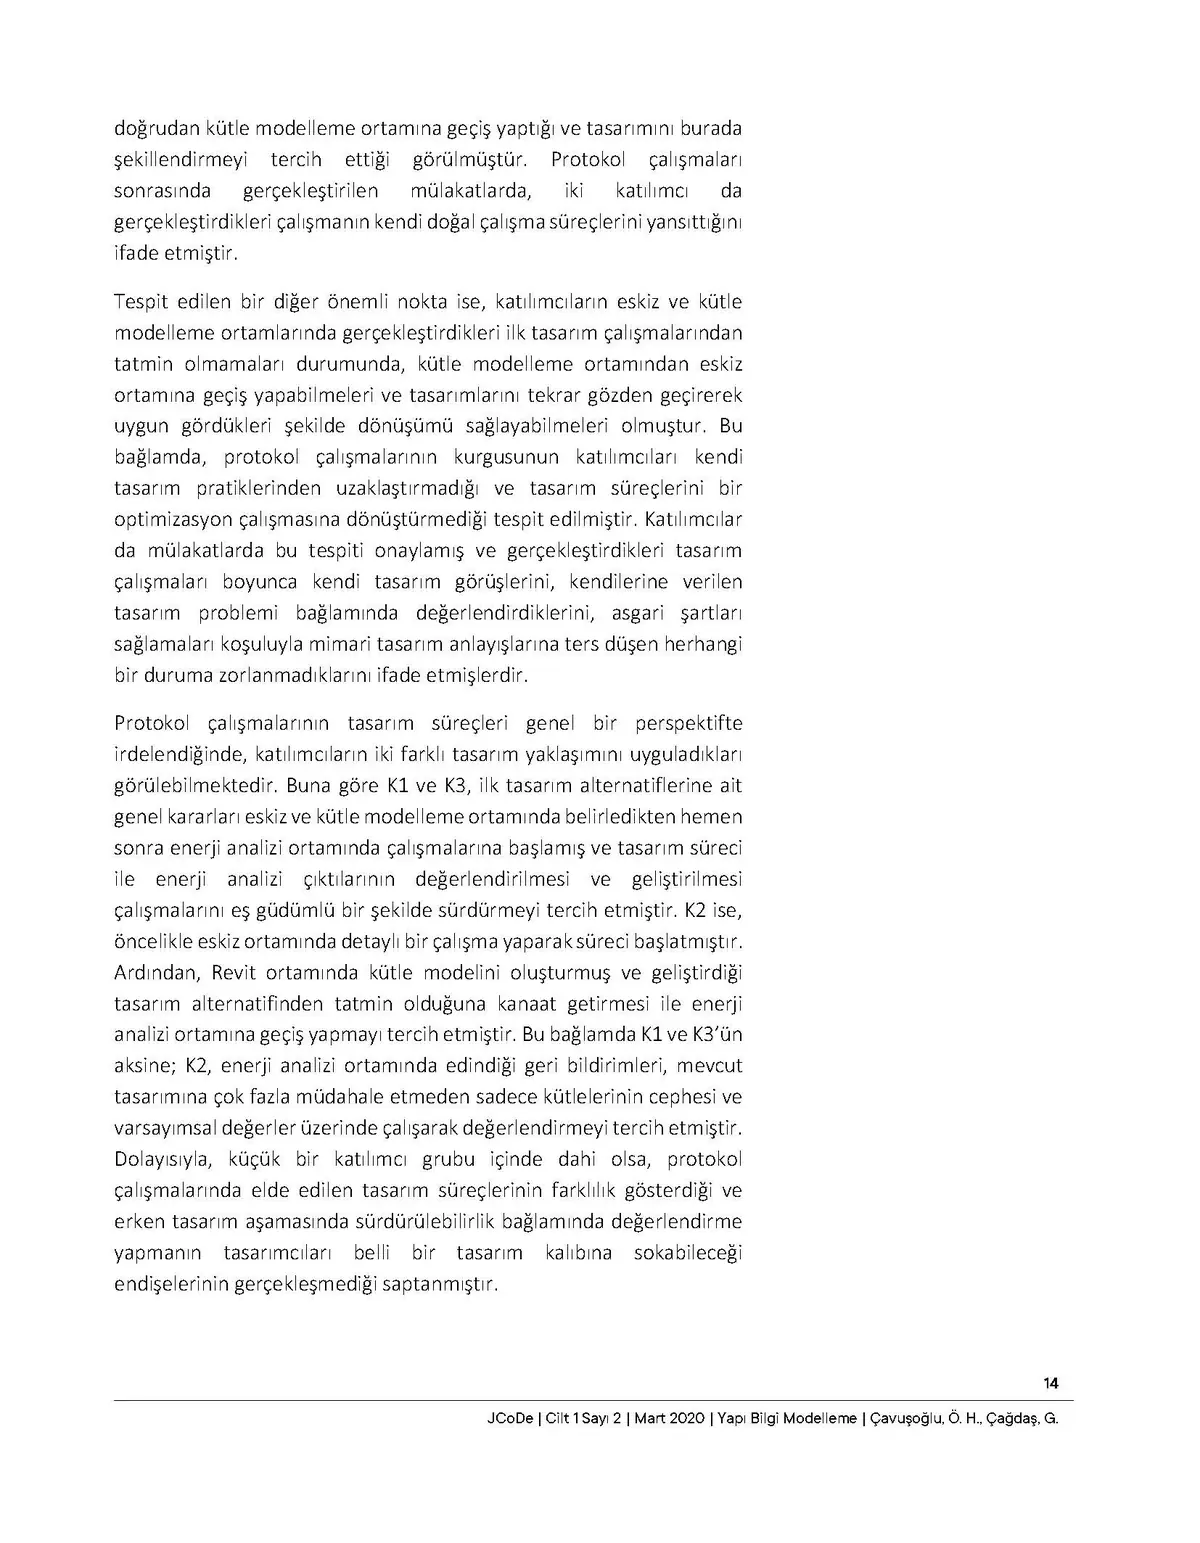 doğrudan kütle modelleme ortamına geçiş yaptığı ve tasarımını burada
şekillendirmeyi tercih ettiği görülmüştür. Protokol çalışmaları
sonrasında gerçekleştirilen mülakatlarda, iki katılımcı da
gerçekleştirdikleri çalışmanın kendi doğal çalışma süreçlerini yansıttığını
ifade etmiştir.
Tespit edilen bir diğer önemli nokta ise, katılımcıların eskiz ve kütle
modelleme ortamlarında gerçekleştirdikleri ilk tasarım çalışmalarından
tatmin olmamaları durumunda, kütle modelleme ortamından eskiz
ortamına geçiş yapabilmeleri ve tasarımlarını tekrar gözden geçirerek
uygun gördükleri şekilde dönüşümü sağlayabilmeleri olmuştur. Bu
bağlamda, protokol çalışmalarının kurgusunun katılımcıları kendi
tasarım pratiklerinden uzaklaştırmadığı ve tasarım süreçlerini bir
optimizasyon çalışmasına dönüştürmediği tespit edilmiştir. Katılımcılar
da mülakatlarda bu tespiti onaylamış ve gerçekleştirdikleri tasarım
çalışmaları boyunca kendi tasarım görüşlerini, kendilerine verilen
tasarım problemi bağlamında değerlendirdiklerini, asgari şartları
sağlamaları koşuluyla mimari tasarım anlayışlarına ters düşen herhangi
bir duruma zorlanmadıklarını ifade etmişlerdir.
Protokol çalışmalarının tasarım süreçleri genel bir perspektifte
irdelendiğinde, katılımcıların iki farklı tasarım yaklaşımını uyguladıkları
görülebilmektedir. Buna göre K1 ve K3, ilk tasarım alternatiflerine ait
genel kararları eskiz ve kütle modelleme ortamında belirledikten hemen
sonra enerji analizi ortamında çalışmalarına başlamış ve tasarım süreci
ile enerji analizi çıktılarının değerlendirilmesi ve geliştirilmesi
çalışmalarını eş güdümlü bir şekilde sürdürmeyi tercih etmiştir. K2 ise,
öncelikle eskiz ortamında detaylı bir çalışma yaparak süreci başlatmıştır.
Ardından, Revit ortamında kütle modelini oluşturmuş ve geliştirdiği
tasarım alternatifinden tatmin olduğuna kanaat getirmesi ile enerji
analizi ortamına geçiş yapmayı tercih etmiştir. Bu bağlamda K1 ve K3’ün
aksine; K2, enerji analizi ortamında edindiği geri bildirimleri, mevcut
tasarımına çok fazla müdahale etmeden sadece kütlelerinin cephesi ve
varsayımsal değerler üzerinde çalışarak değerlendirmeyi tercih etmiştir.
Dolayısıyla, küçük bir katılımcı grubu içinde dahi olsa, protokol
çalışmalarında elde edilen tasarım süreçlerinin farklılık gösterdiği ve
erken tasarım aşamasında sürdürülebilirlik bağlamında değerlendirme
yapmanın tasarımcıları belli bir tasarım kalıbına sokabileceği
endişelerinin gerçekleşmediği saptanmıştır.
14
JCoDe | Cilt 1 Sayı 2 | Mart 2020 | Yapı Bilgi Modelleme | Çavuşoğlu, Ö. H., Çağdaş, G.